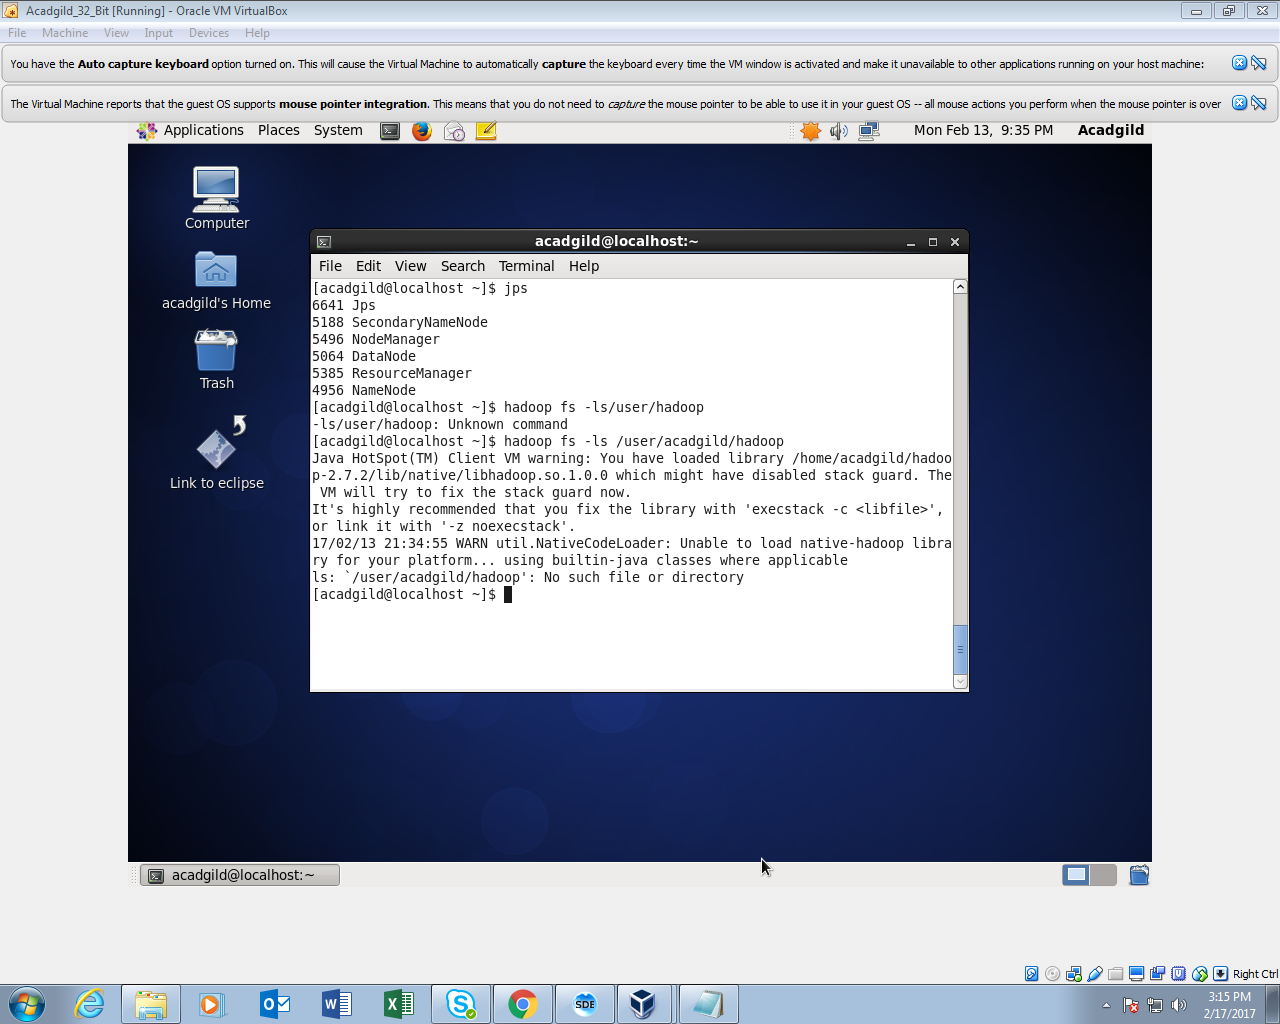 Acadgild_32_Bit [Running] - Oracle VM VirtualBox
File Machine View Input Devices Help
You have the Auto capture keyboard option turned on. This will cause the Virtual Machine to automatically capture the keyboard every time the VM window is activated and make it unavailable to other applications running on your host machine:
The Virtual Machine reports that the guest OS supports mouse pointer integration. This means that you do not need to capture the mouse pointer to be able to use it in your guest OS -- all mouse actions you perform when the mouse pointer is over
Applications Places System Mon Feb 13, 9:35 PM Acadgild
Computer
acadgild's Home
Trash
Link to eclipse
acadgild@localhost:~
File Edit View Search Terminal Help
[acadgild@localhost ~]$ jps
6641 Jps
5188 SecondaryNameNode
5496 NodeManager
5064 DataNode
5385 ResourceManager
4956 NameNode
[acadgild@localhost ~]$ hadoop fs -ls/user/hadoop
-ls/user/hadoop: Unknown command
[acadgild@localhost ~]$ hadoop fs -ls /user/acadgild/hadoop
Java HotSpot(TM) Client VM warning: You have loaded library /home/acadgild/hadoo
p-2.7.2/lib/native/libhadoop.so.1.0.0 which might have disabled stack guard. The
 VM will try to fix the stack guard now.
It's highly recommended that you fix the library with 'execstack -c <libfile>',
or link it with '-z noexecstack'.
17/02/13 21:34:55 WARN util.NativeCodeLoader: Unable to load native-hadoop libra
ry for your platform... using builtin-java classes where applicable
ls: `/user/acadgild/hadoop': No such file or directory
[acadgild@localhost ~]$
acadgild@localhost:~
Right Ctrl
SDE
3:15 PM
2/17/2017